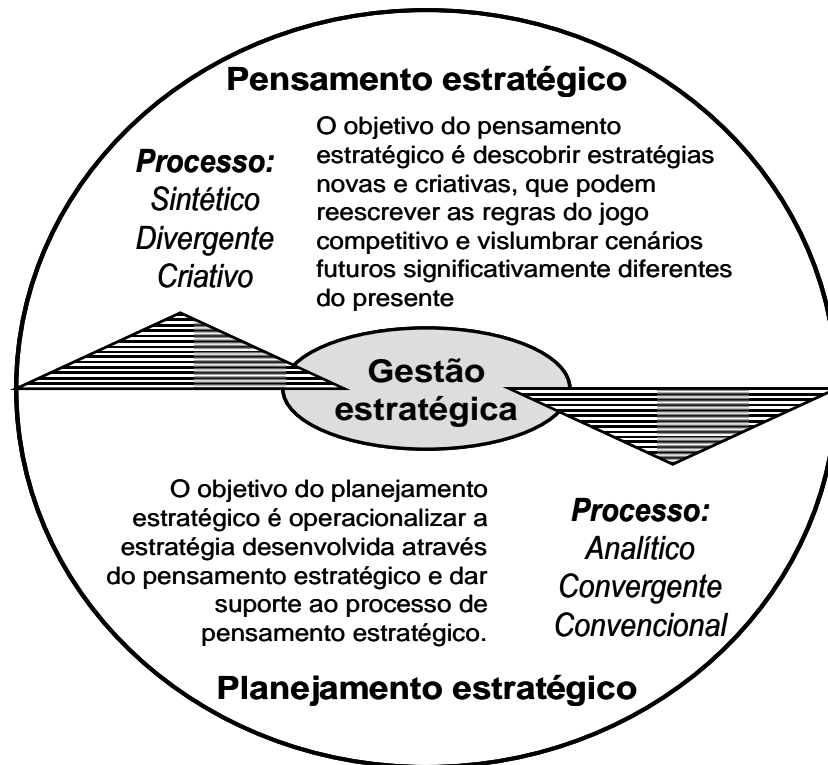 Pensamento estratégico
Processo:
Sintético
Divergente
Criativo
O objetivo do pensamento
estratégico é descobrir estratégias
novas e criativas, que podem
reescrever as regras do jogo
competitivo e vislumbrar cenários
futuros significativamente diferentes
do presente
Gestão
estratégica
O objetivo do planejamento
estratégico é operacionalizar a
estratégia desenvolvida através
do pensamento estratégico e dar
suporte ao processo de
pensamento estratégico.
Processo:
Analítico
Convergente
Convencional
Planejamento estratégico